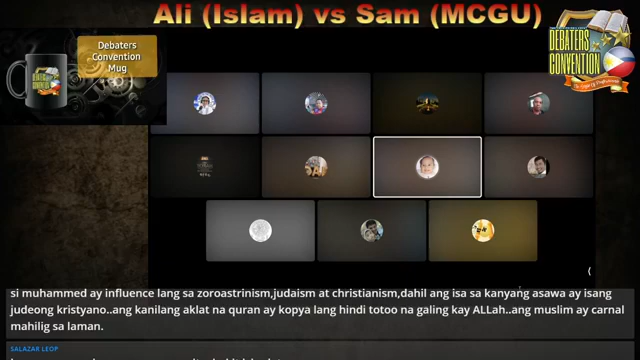 Ali (Islam) vs Sam (MCGU)
Debaters
Convention
Mug
DEBATERS
CONVENTION
si muhammed ay influence lang sa zoroastrinism,judaism at christianism,dahil ang isa sa kanyang asawa ay isang
judeong kristyano..ang kanilang aklat na quran ay kopya lang hindi totoo na galing kay ALLah..ang muslim ay carnal
mahilig sa laman.
SALAZAR LEOP